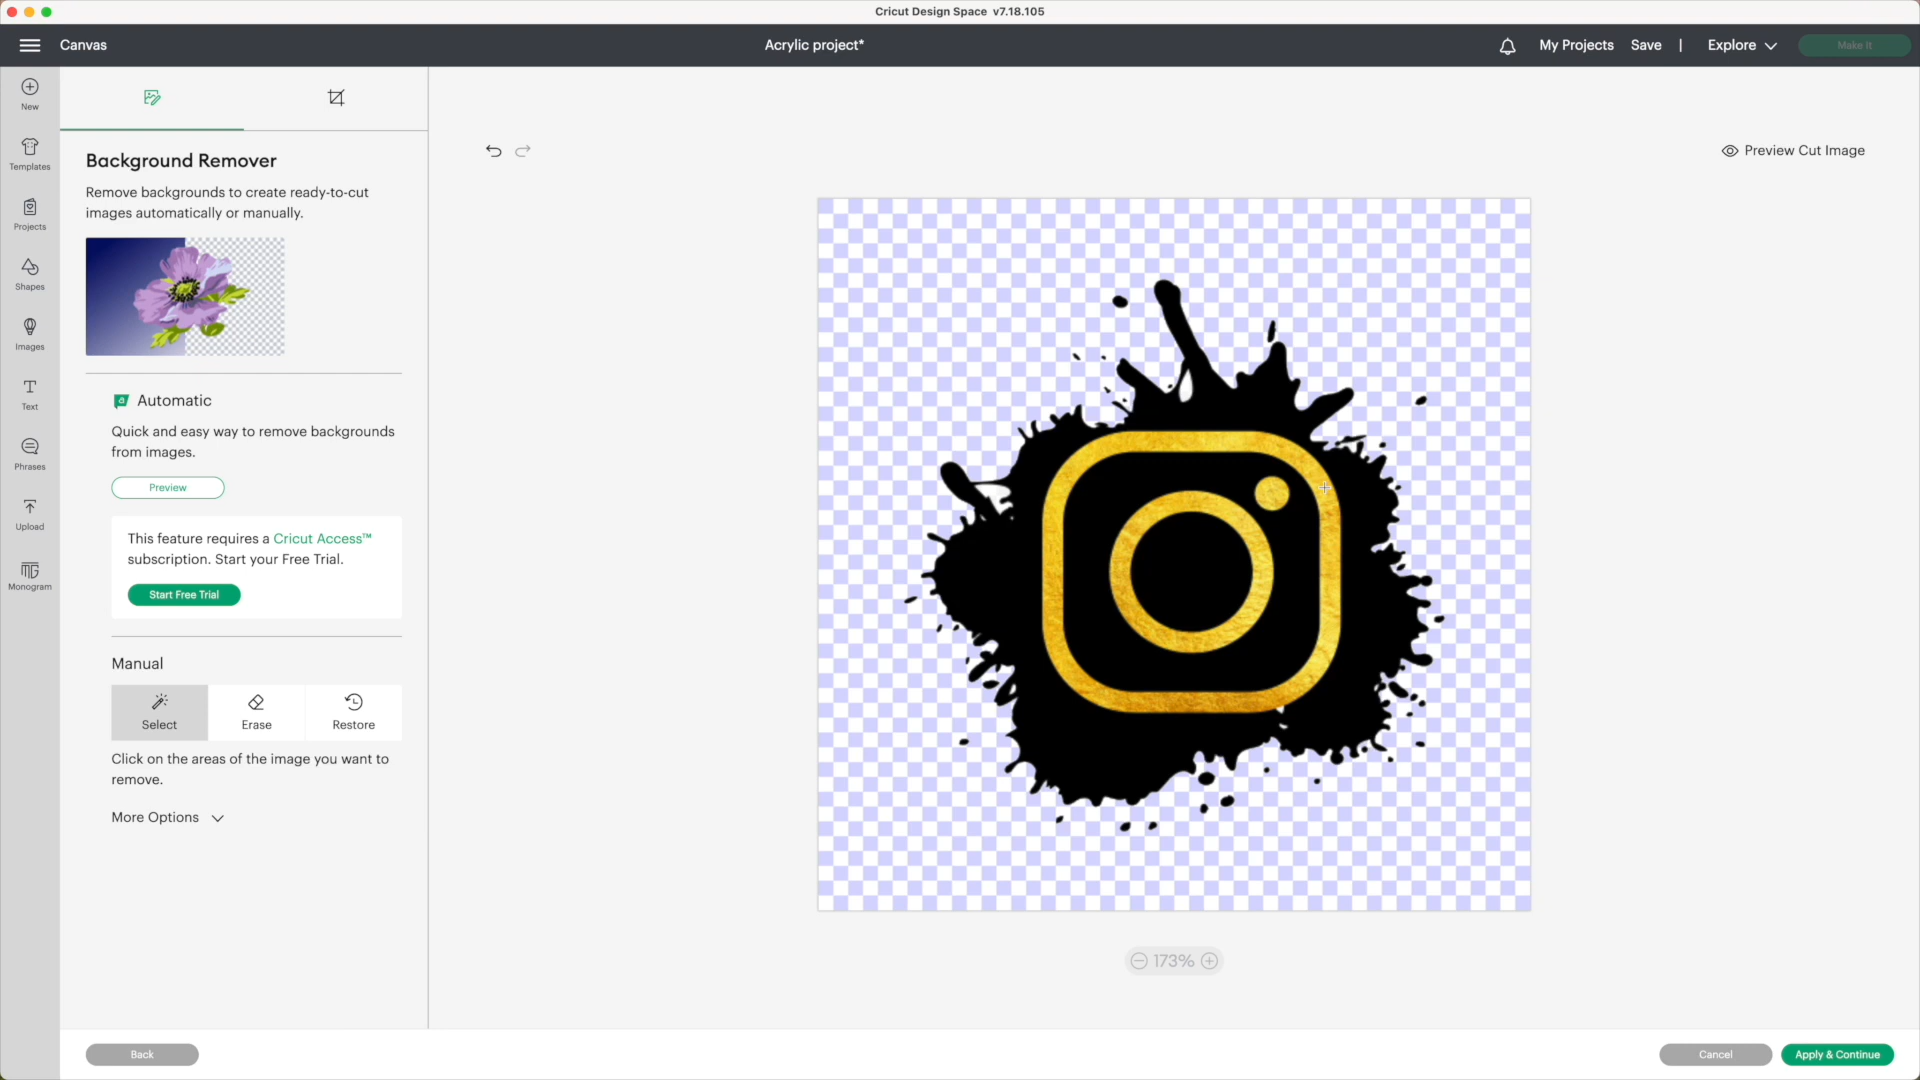 Cricut Design Space v7.18.105
Canvas
Acrylic project*
My Projects Save | Explore Make It
New
Templates
Projects
Shapes
Images
Text
Phrases
Upload
Monogram
Background Remover
Remove backgrounds to create ready-to-cut
images automatically or manually.
a Automatic
Quick and easy way to remove backgrounds
from images.
Preview
This feature requires a Cricut Access™
subscription. Start your Free Trial.
Start Free Trial
Manual
Select Erase Restore
Click on the areas of the image you want to
remove.
More Options
Preview Cut Image
173%
Back
Cancel Apply & Continue